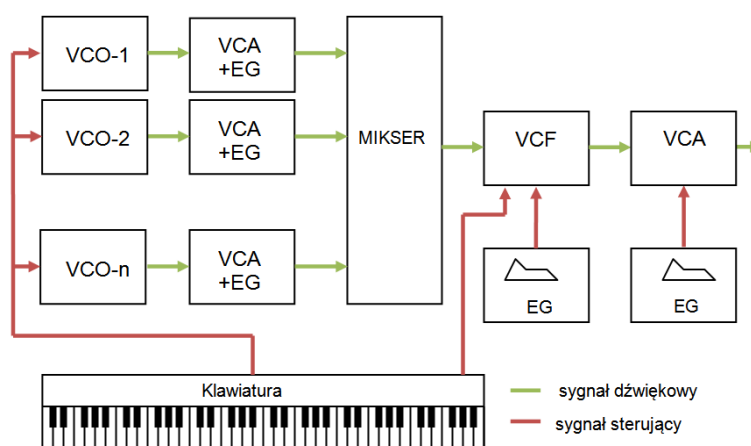 VCO-1
VCA
+EG
VCO-2
VCA
+EG
MIKSER
VCF
VCA
VCO-n
VCA
+EG
EG
EG
Klawiatura
sygnał dźwiękowy
sygnał sterujący